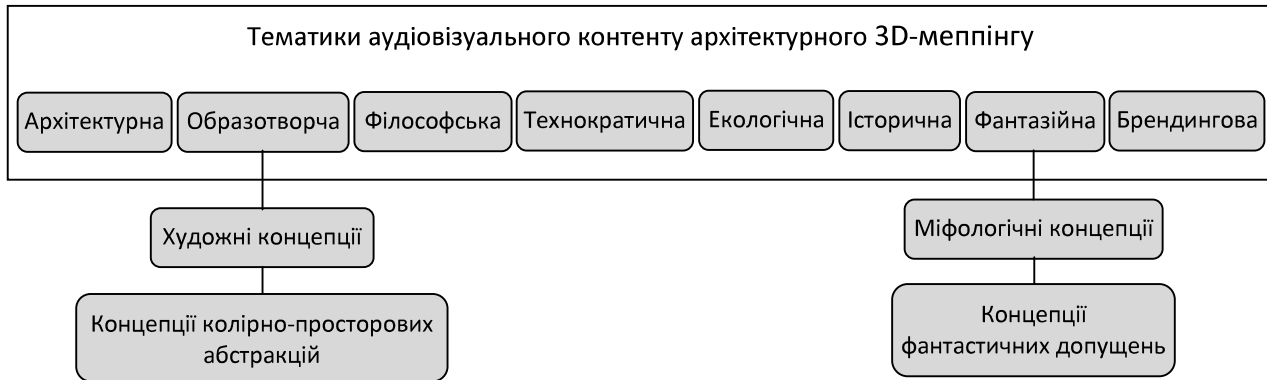 Тематики аудіовізуального контенту архітектурного 3D-меппінгу
Архітектурна
Образотворча
Філософська
Технократична
Екологічна
Історична
Фантазійна
Брендингова
Художні концепції
Міфологічні концепції
Концепції колірно-просторових
абстракцій
Концепції
фантастичних допущень